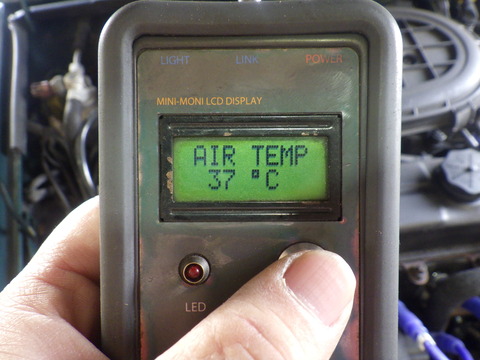 LIGHT LINK POWER
MINI-MONI LCD DISPLAY
AIR TEMP
37 °C
LED